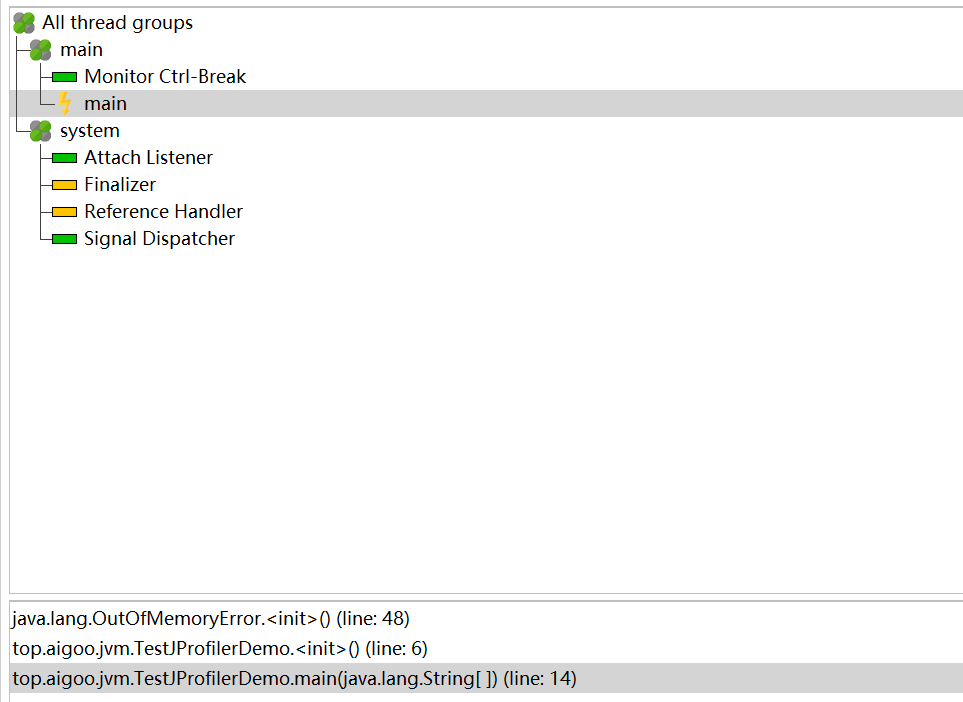 All thread groups
main
Monitor Ctrl-Break
main
system
Attach Listener
Finalizer
Reference Handler
Signal Dispatcher
java.lang.OutOfMemoryError.<init>() (line: 48)
top.aigoo.jvm.TestJProfilerDemo.<init>() (line: 6)
top.aigoo.jvm.TestJProfilerDemo.main(java.lang.String[ ]) (line: 14)